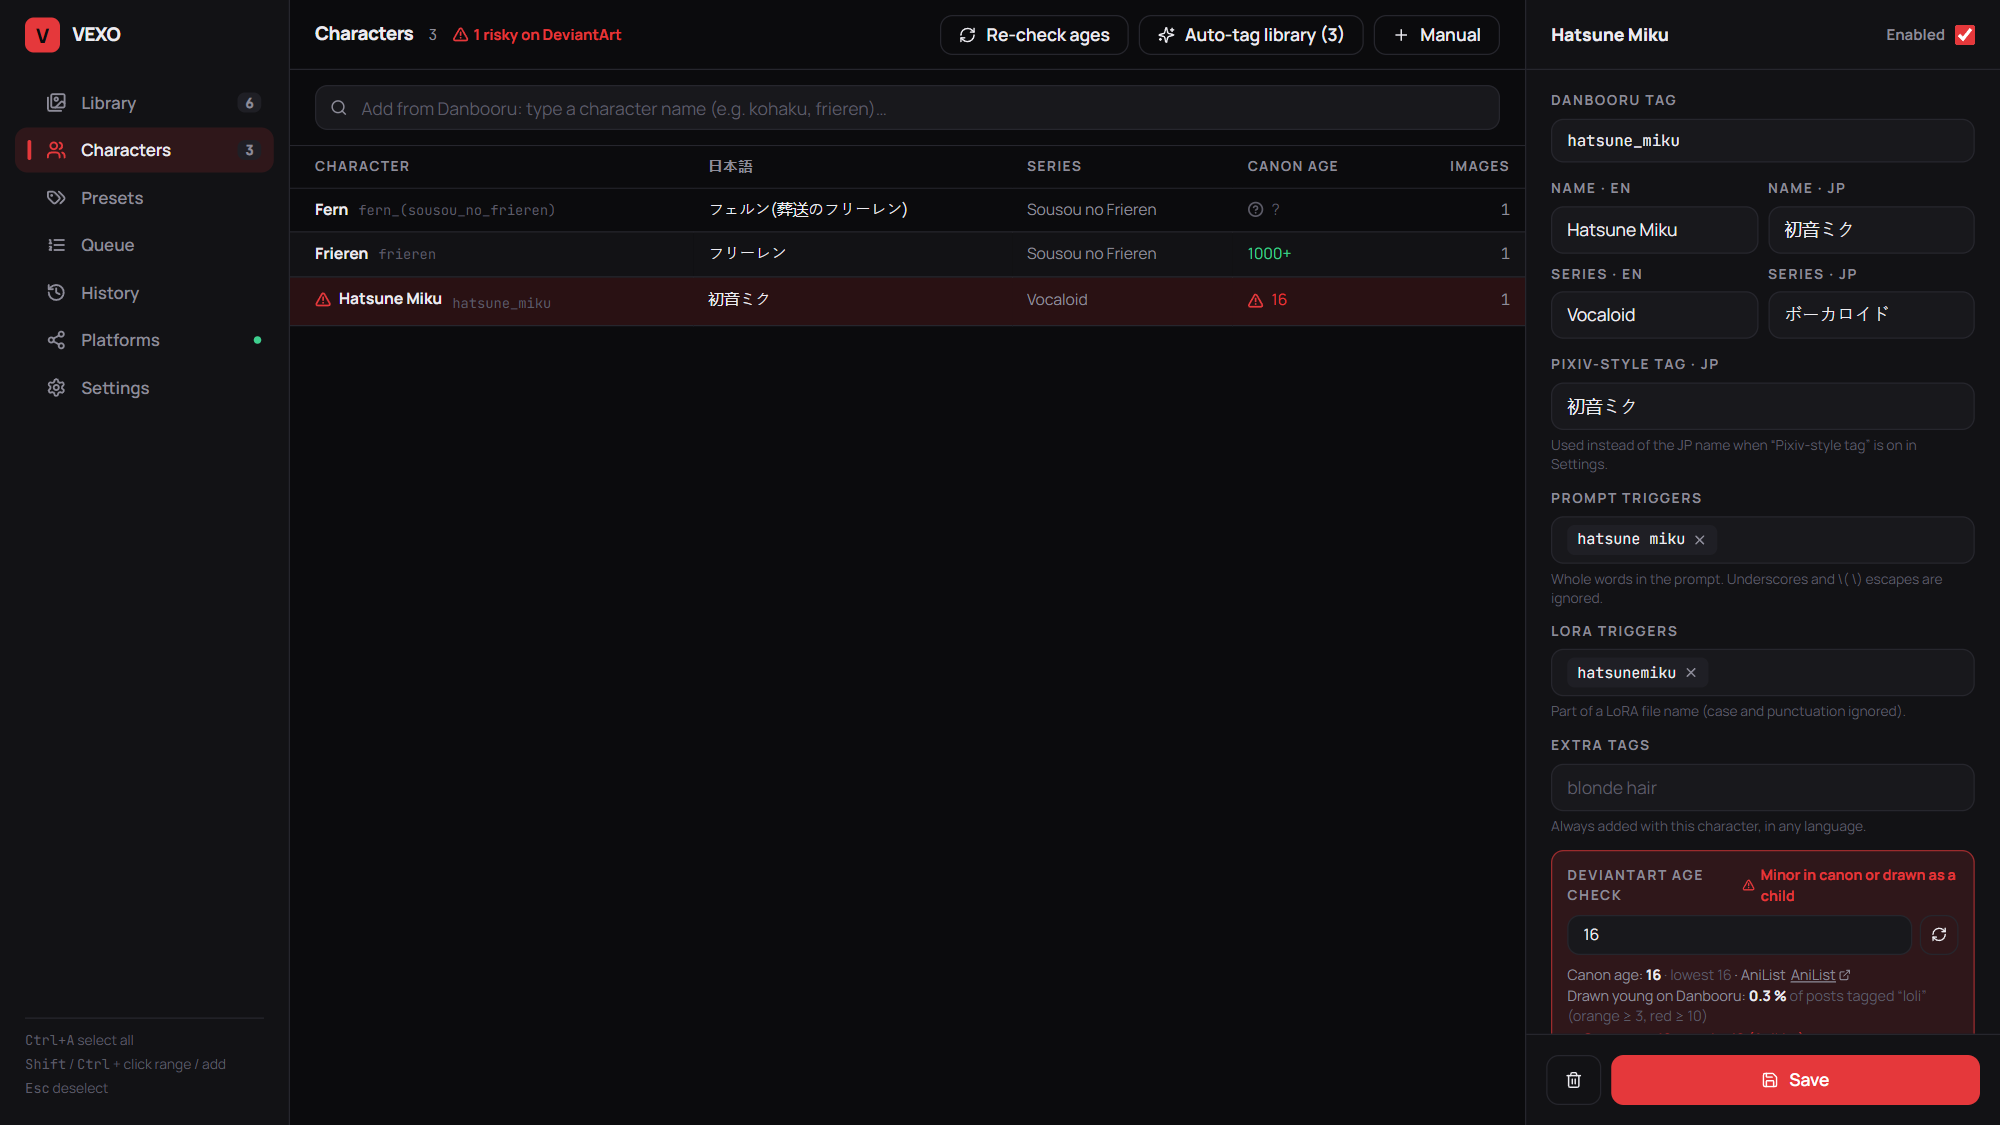 V VEXO
Library 6
Characters 3
Presets
Queue
History
Platforms
Settings
Ctrl+A select all
Shift / Ctrl + click range / add
Esc deselect
Characters 3 1 risky on DeviantArt
Re-check ages
Auto-tag library (3)
Manual
Add from Danbooru: type a character name (e.g. kohaku, frieren)…
CHARACTER 日本語 SERIES CANON AGE IMAGES
Fern fern_(sousou_no_frieren) フェルン(葬送のフリーレン) Sousou no Frieren ? 1
Frieren frieren フリーレン Sousou no Frieren 1000+ 1
Hatsune Miku hatsune_miku 初音ミク Vocaloid 16 1
Hatsune Miku Enabled
DANBOORU TAG
hatsune_miku
NAME · EN NAME · JP
Hatsune Miku 初音ミク
SERIES · EN SERIES · JP
Vocaloid ボーカロイド
PIXIV-STYLE TAG · JP
初音ミク
Used instead of the JP name when “Pixiv-style tag” is on in
Settings.
PROMPT TRIGGERS
hatsune miku
Whole words in the prompt. Underscores and \( \) escapes are
ignored.
LORA TRIGGERS
hatsunemiku
Part of a LoRA file name (case and punctuation ignored).
EXTRA TAGS
blonde hair
Always added with this character, in any language.
DEVIANTART AGE
CHECK
Minor in canon or drawn as a
child
16
Canon age: 16 · lowest 16 · AniList AniList
Drawn young on Danbooru: 0.3 % of posts tagged “loli”
(orange ≥ 3, red ≥ 10)
Save